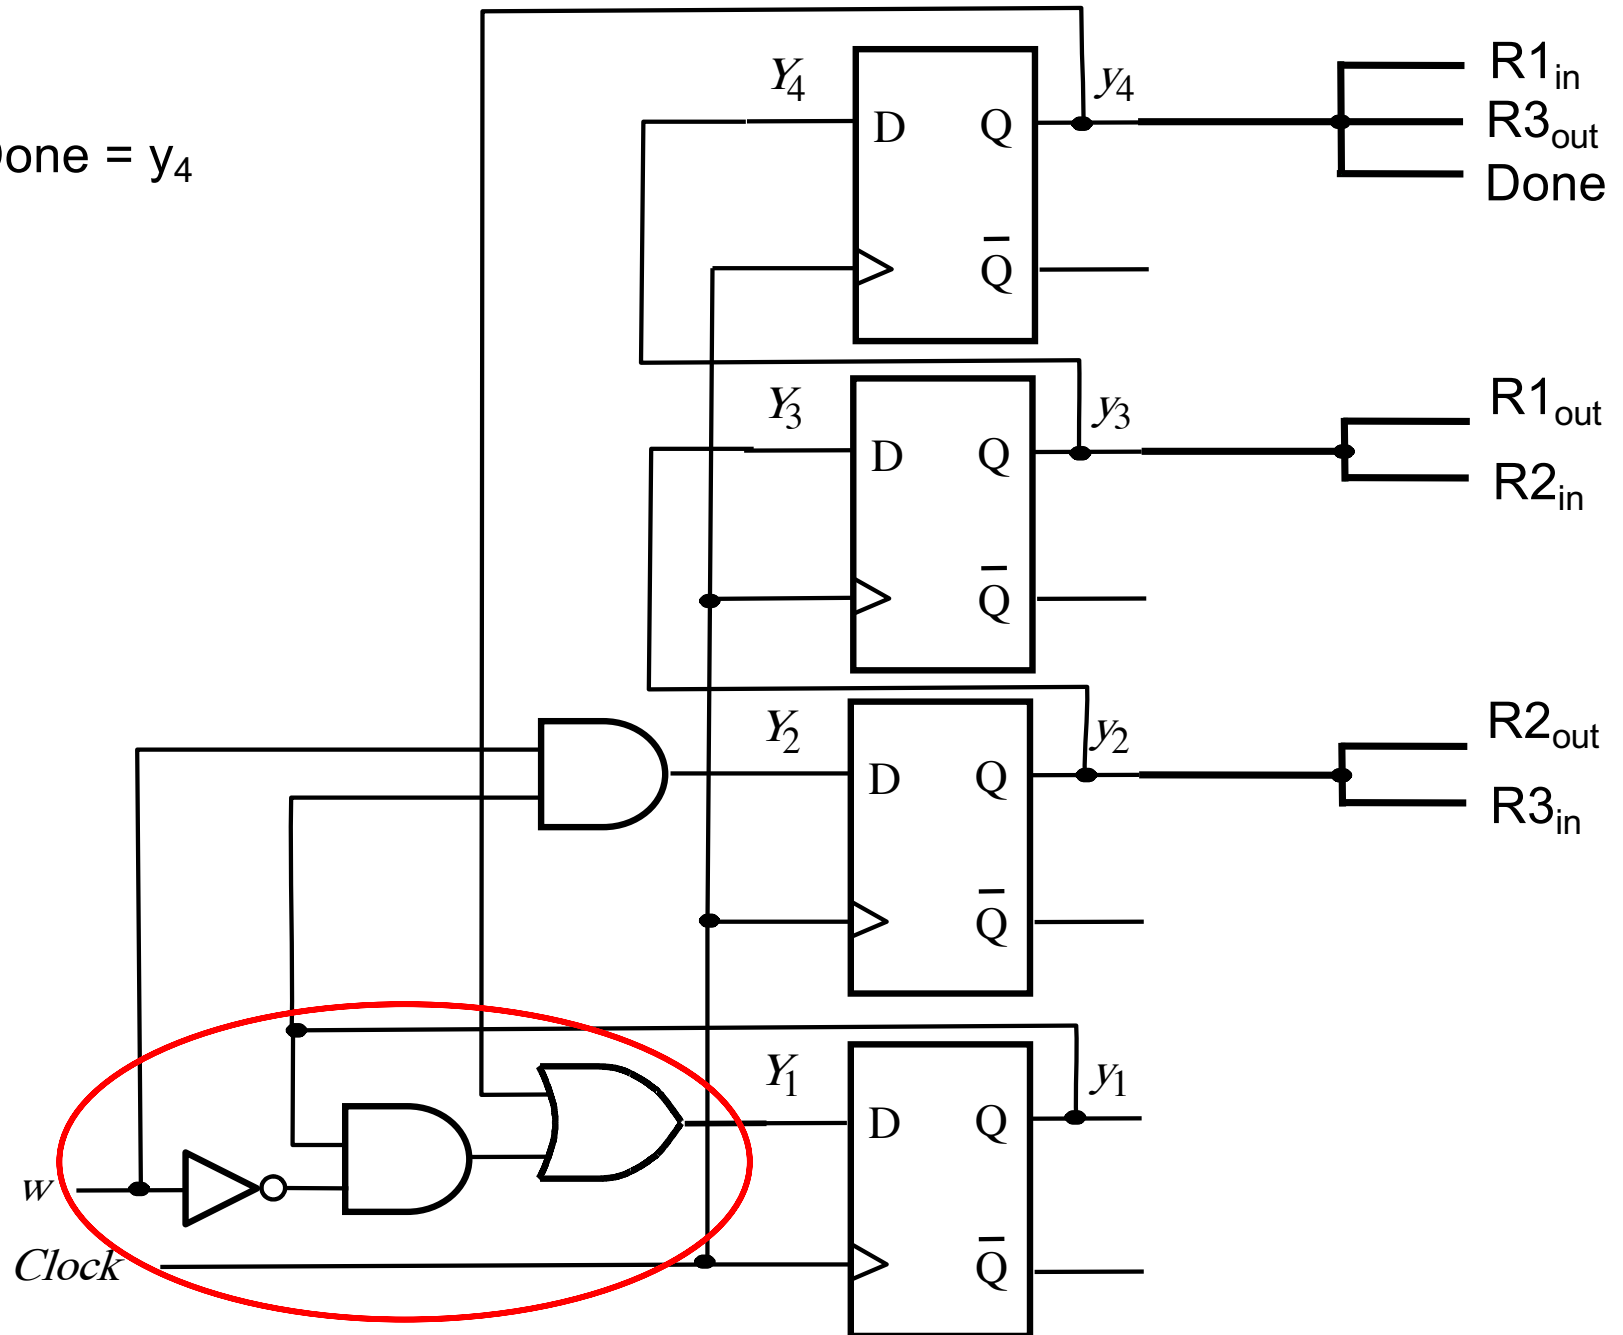 one = y₄
Y₄
y₄
D Q
Q̅
R1in
R3out
Done
Y₃
y₃
D Q
Q̅
R1out
R2in
Y₂
y₂
D Q
Q̅
R2out
R3in
Y₁
y₁
D Q
Q̅
w
Clock